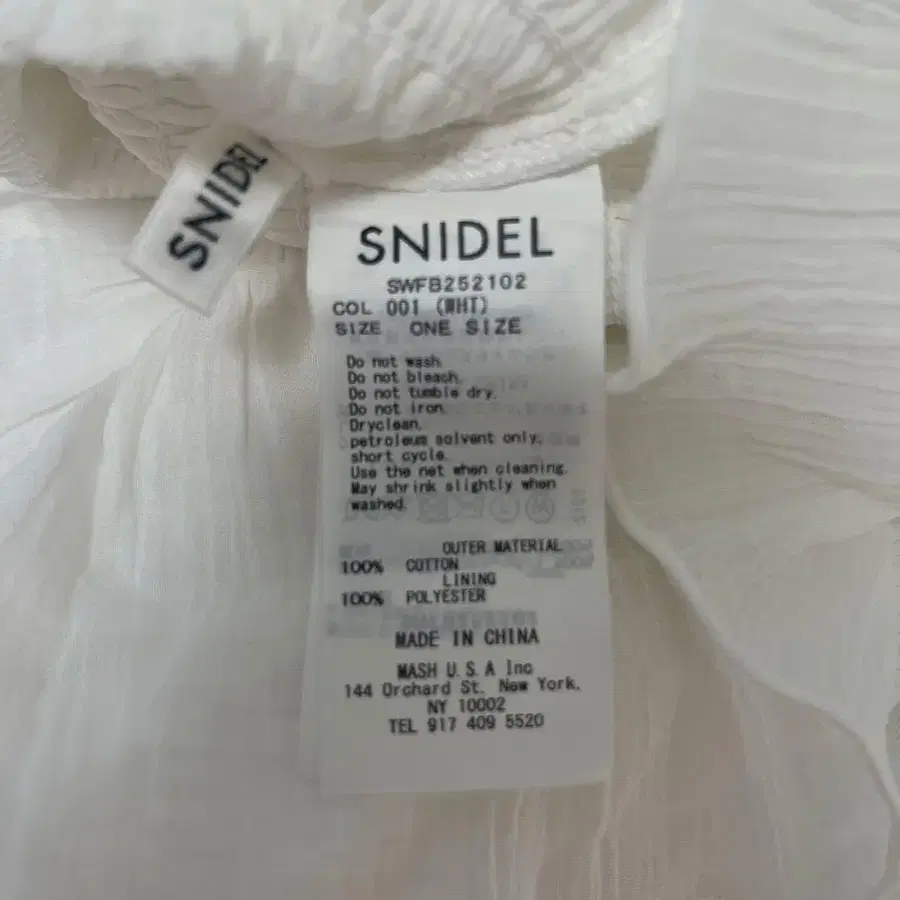 SNIDEL
SNIDEL
SWFB252102
COL 001 (WHT)
SIZE ONE SIZE
Do not wash.
Do not bleach.
Do not tumble dry.
Do not iron.
Dryclean,
petroleum solvent only,
short cycle.
Use the net when cleaning.
May shrink slightly when
washed.
OUTER MATERIAL
100% COTTON
LINING
100% POLYESTER
MADE IN CHINA
MASH U.S.A Inc
144 Orchard St. New York,
NY 10002
TEL 917 409 5520